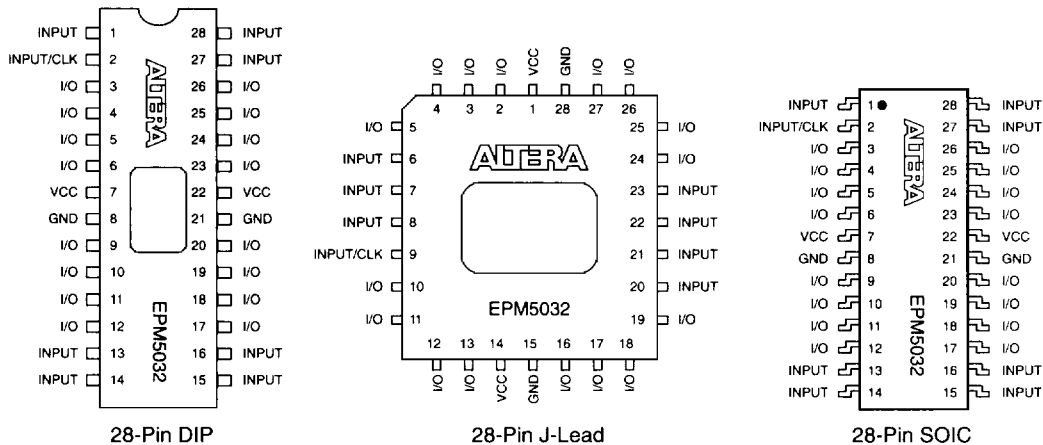 INPUT 1 28 INPUT
INPUT/CLK 2 27 INPUT
I/O 3 26 I/O
I/O 4 25 I/O
I/O 5 24 I/O
I/O 6 23 I/O
VCC 7 22 VCC
GND 8 21 GND
I/O 9 20 I/O
I/O 10 19 I/O
I/O 11 18 I/O
I/O 12 17 I/O
INPUT 13 16 INPUT
INPUT 14 15 INPUT
ALTERA
EPM5032
28-Pin DIP
I/O I/O I/O VCC GND I/O I/O
4 3 2 1 28 27 26
I/O 5 25 I/O
INPUT 6 24 I/O
INPUT 7 23 INPUT
INPUT 8 22 INPUT
INPUT/CLK 9 21 INPUT
I/O 10 20 INPUT
I/O 11 19 I/O
ALTERA
EPM5032
12 13 14 15 16 17 18
I/O I/O VCC GND I/O I/O I/O
28-Pin J-Lead
INPUT 1 28 INPUT
INPUT/CLK 2 27 INPUT
I/O 3 26 I/O
I/O 4 25 I/O
I/O 5 24 I/O
I/O 6 23 I/O
VCC 7 22 VCC
GND 8 21 GND
I/O 9 20 I/O
I/O 10 19 I/O
I/O 11 18 I/O
I/O 12 17 I/O
INPUT 13 16 INPUT
INPUT 14 15 INPUT
ALTERA
EPM5032
28-Pin SOIC